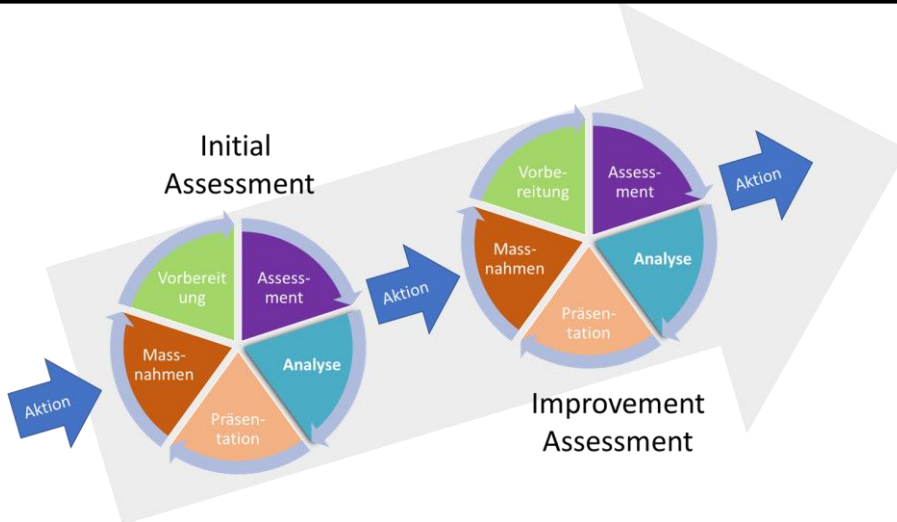 Initial
Assessment
Vorbereit
ung
Assess-
ment
Analyse
Präsen-
tation
Mass-
nahmen
Aktion
Aktion
Vorbe-
reitung
Assess-
ment
Analyse
Präsen-
tation
Mass-
nahmen
Aktion
Improvement
Assessment